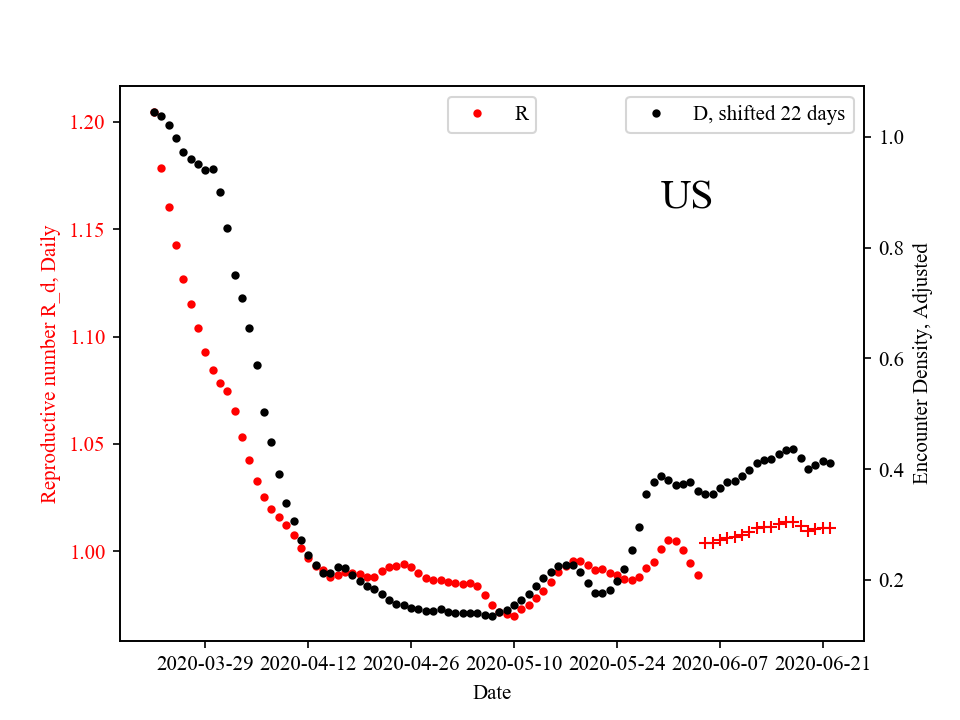 R
D, shifted 22 days
US
Reproductive number R_d, Daily
1.20
1.15
1.10
1.05
1.00
1.0
0.8
0.6
0.4
0.2
Encounter Density, Adjusted
2020-03-29 2020-04-12 2020-04-26 2020-05-10 2020-05-24 2020-06-07 2020-06-21
Date